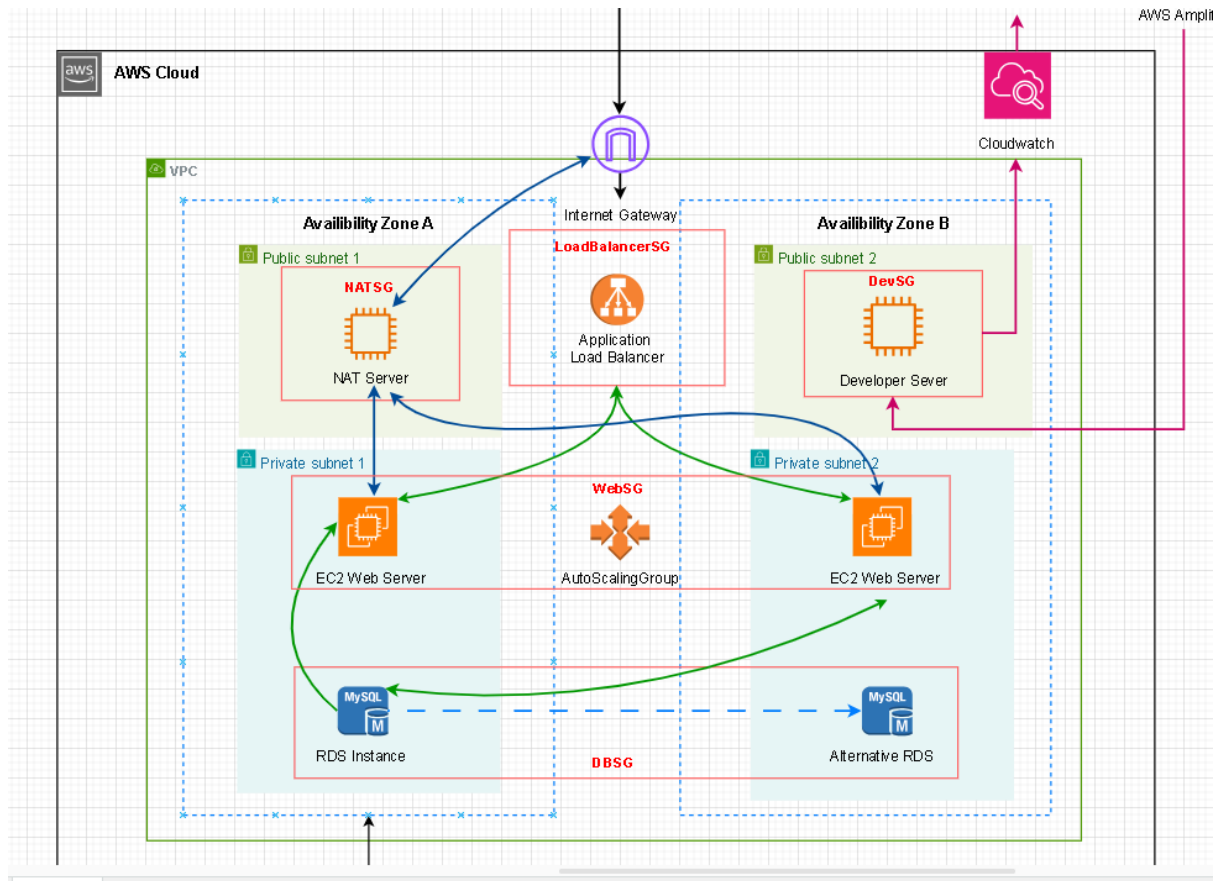 AWS Amplif
aws
AWS Cloud
Cloudwatch
VPC
Internet Gateway
Availibility Zone A
Availibility Zone B
Public subnet 1
LoadBalancerSG
Public subnet 2
NATSG
DevSG
Application
Load Balancer
NAT Server
Developer Sever
Private subnet 1
Private subnet 2
WebSG
EC2 Web Server
AutoScalingGroup
EC2 Web Server
MySQL
M
MySQL
M
RDS Instance
Alternative RDS
DBSG